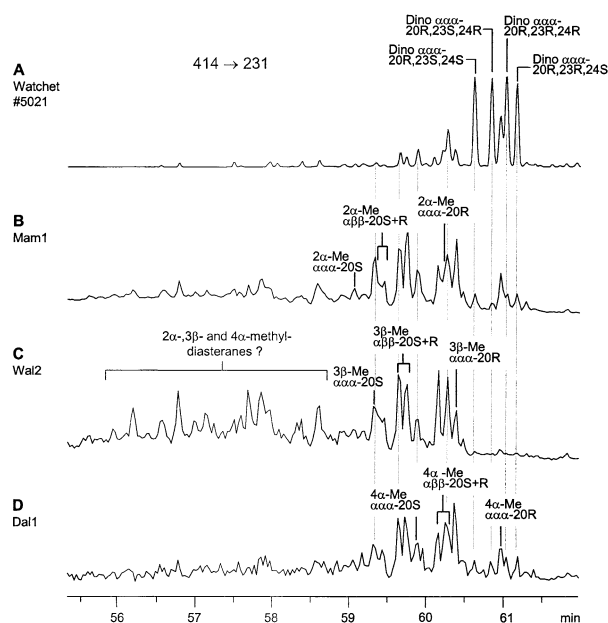 Dino ααα-
20R,23S,24R
Dino ααα-
20R,23R,24R
Dino ααα-
20R,23S,24S
Dino ααα-
20R,23R,24S
A
Watchet
#5021
414 → 231
B
Mam1
2α-Me
ααα-20S
2α-Me
αββ-20S+R
2α-Me
ααα-20R
C
Wal2
2α-,3β- and 4α-methyl-
diasteranes ?
3β-Me
ααα-20S
3β-Me
αββ-20S+R
3β-Me
ααα-20R
D
Dal1
4α-Me
ααα-20S
4α -Me
αββ-20S+R
4α-Me
ααα-20R
56 57 58 59 60 61 min